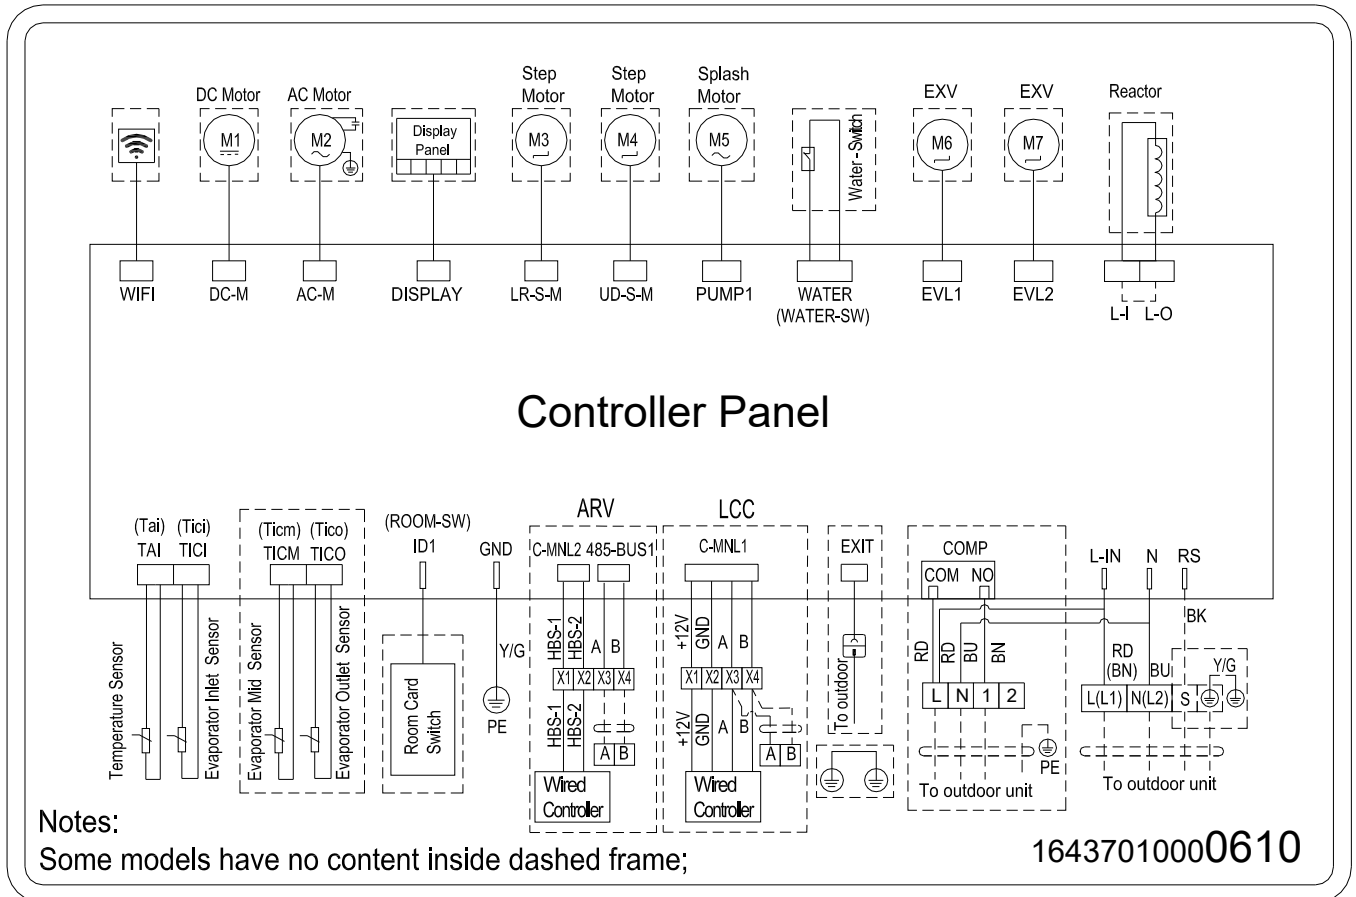 Step Motor
Step Motor
Splash Motor
DC Motor
AC Motor
EXV
EXV
Reactor
M1
M2
Display Panel
M3
M4
M5
Water-Switch
M6
M7
WIFI
DC-M
AC-M
DISPLAY
LR-S-M
UD-S-M
PUMP1
WATER
(WATER-SW)
EVL1
EVL2
L-I
L-O
Controller Panel
(Tai)
TAI
(Tici)
TICI
(Ticm)
TICM
(Tico)
TICO
(ROOM-SW)
ID1
GND
ARV
C-MNL2
485-BUS1
LCC
C-MNL1
EXIT
COMP
COM
NO
L-IN
N
RS
Temperature Sensor
Evaporator Inlet Sensor
Evaporator Mid Sensor
Evaporator Outlet Sensor
Room Card Switch
Y/G
PE
HBS-1
HBS-2
A
B
X1
X2
X3
X4
HBS-1
HBS-2
A
B
Wired
Controller
+12V
GND
A
B
X1
X2
X3
X4
+12V
GND
A
B
A
B
Wired
Controller
To outdoor
RD
RD
BU
BN
L
N
1
2
PE
To outdoor unit
BK
RD
(BN)
BU
Y/G
L(L1)
N(L2)
S
To outdoor unit
Notes:
Some models have no content inside dashed frame;
16437010000610